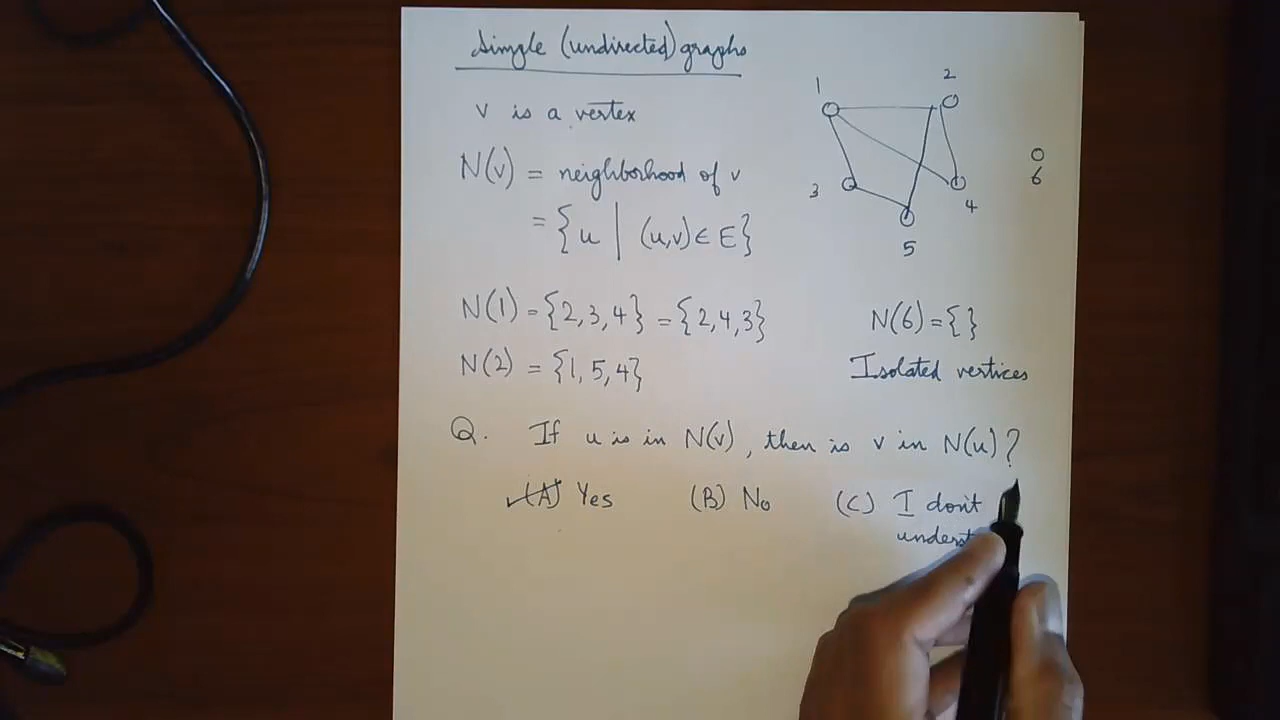 Simple (undirected) graphs
v is a vertex
N(v) = neighborhood of v
= {u | (u,v) ∈ E}
1
2
3
4
5
6
N(1) = {2,3,4} = {2,4,3}
N(6) = { }
N(2) = {1,5,4}
Isolated vertices
Q. If u is in N(v), then is v in N(u)?
✓(A) Yes (B) No (C) I don't